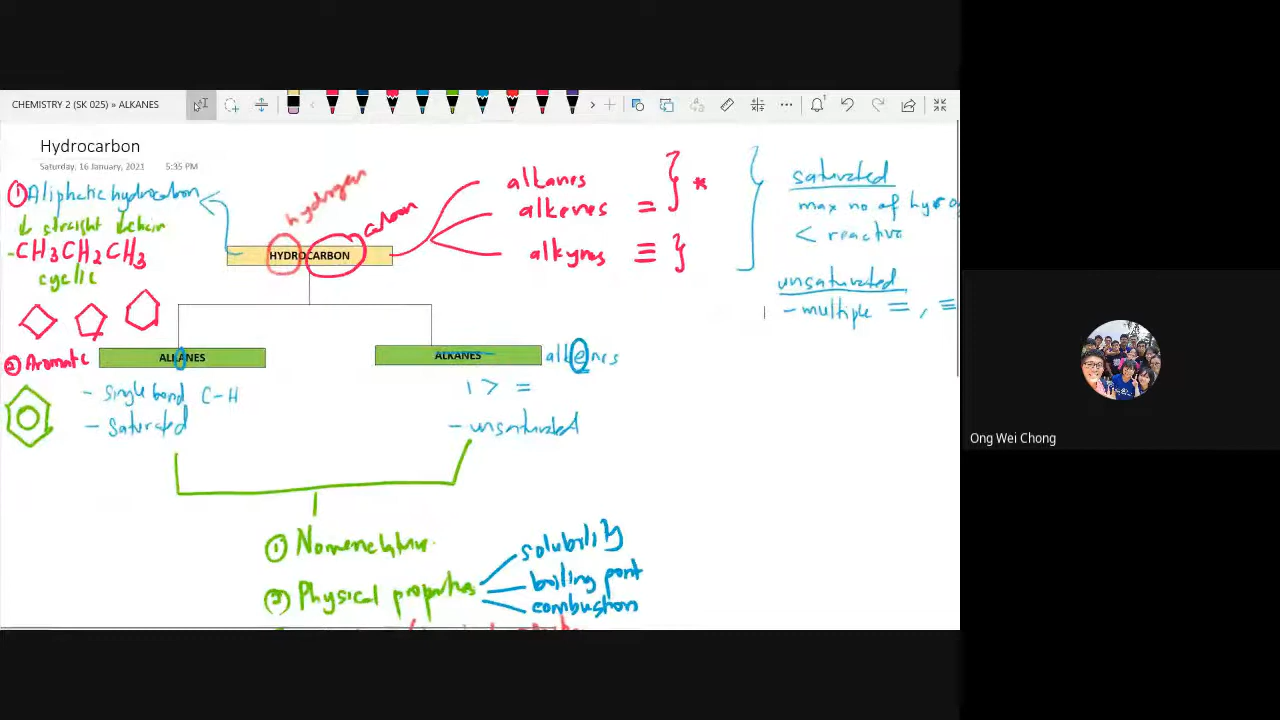 CHEMISTRY 2 (SK 025) » ALKANES
Hydrocarbon
Saturday, 16 January, 2021 5:35 PM
① Aliphatic hydrocarbon
↳ straight chain
-CH3CH2CH3
cyclic
② Aromatic
hydrogen
carbon
HYDROCARBON
alkanes
alkenes =
alkynes ≡
*
saturated
max no of hydrog
< reactive
unsaturated
- multiple = , ≡
ALKANES
- single bond C-H
- Saturated
ALKANES alkenes
1 > =
- unsaturated
① Nomenclature
② Physical properties
solubility
boiling point
combustion
Ong Wei Chong